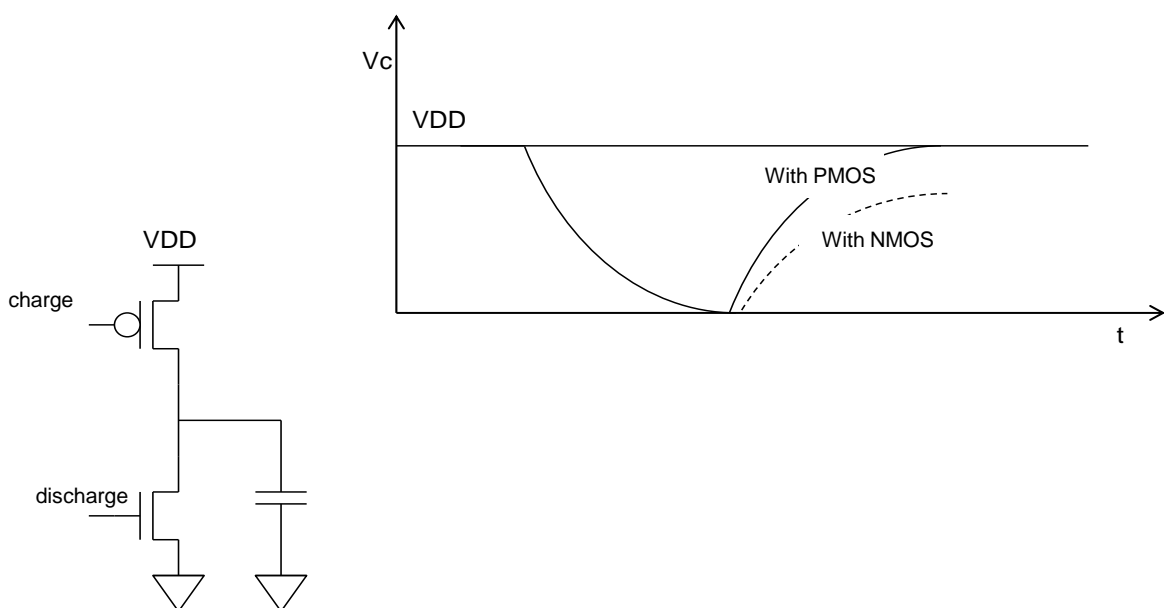 Vc
VDD
With PMOS
With NMOS
t
VDD
charge
discharge